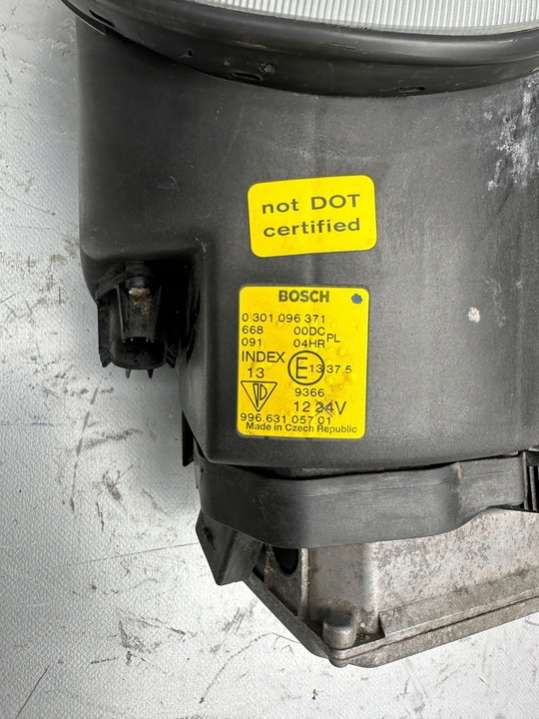 not DOT
certified
BOSCH
0 301 096 371
668 00DC PL
091 04HR
INDEX
13 E 13 37.5
9366
12 24V
996.631 057 01
Made in Czech Republic